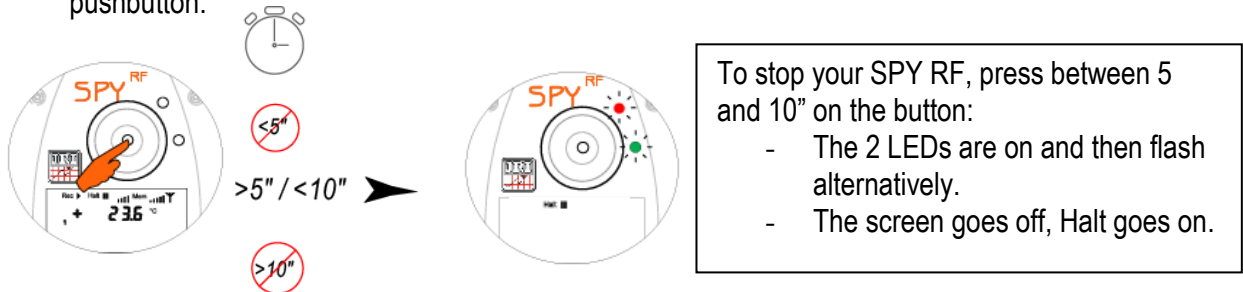 pushbutton.
SPY RF
JRI
Rec Halt Mem
23.6 °C
<5"
>5" / <10"
>10"
SPY RF
JRI
Halt
To stop your SPY RF, press between 5
and 10” on the button:
- The 2 LEDs are on and then flash
alternatively.
- The screen goes off, Halt goes on.